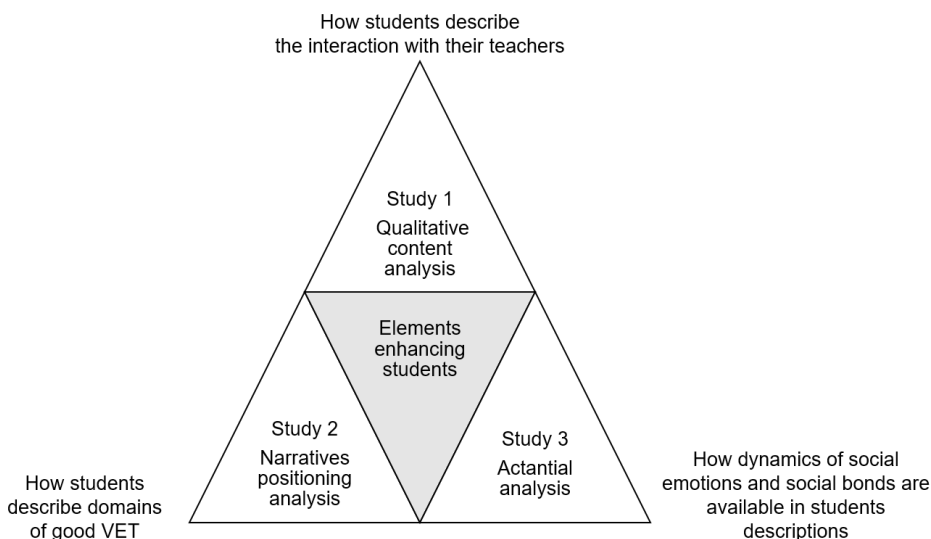 How students describe
the interaction with their teachers
Study 1
Qualitative
content
analysis
Elements
enhancing
students
Study 2
Narratives
positioning
analysis
Study 3
Actantial
analysis
How students
describe domains
of good VET
How dynamics of social
emotions and social bonds are
available in students
descriptions